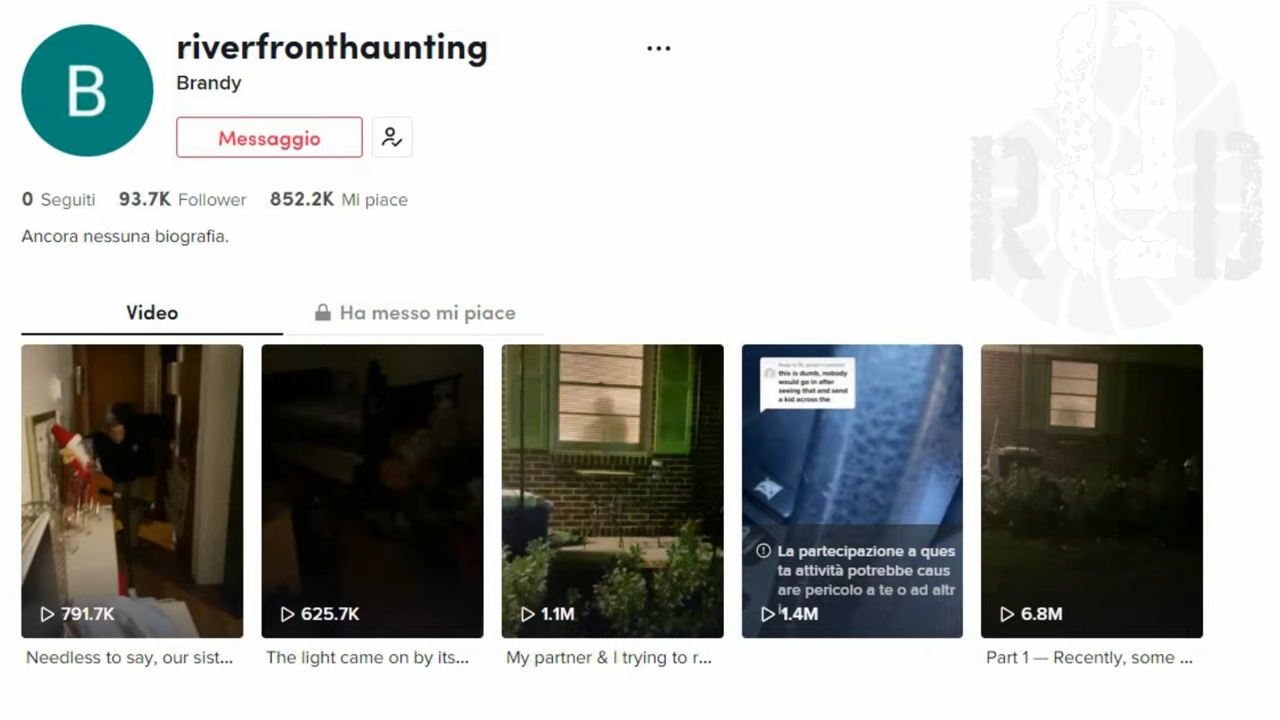 riverfronthaunting
...
B
Brandy
Messaggio
0 Seguiti 93.7K Follower 852.2K Mi piace
Ancora nessuna biografia.
Video
Ha messo mi piace
this is dumb, nobody
would go in after
seeing that and send
a kid across the
La partecipazione a ques
ta attività potrebbe caus
are pericolo a te o ad altr
i
791.7K
625.7K
1.1M
1.4M
6.8M
Needless to say, our sist...
The light came on by its...
My partner & I trying to r...
Part 1 — Recently, some ...